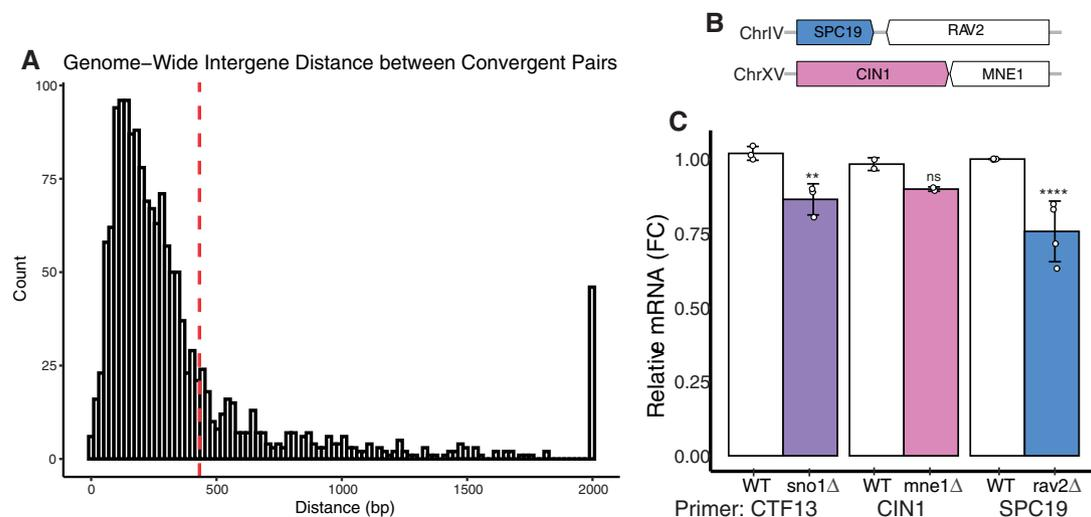 A
Genome–Wide Intergene Distance between Convergent Pairs
100
75
50
25
0
Count
0 500 1000 1500 2000
Distance (bp)
B
ChrIV SPC19 RAV2
ChrXV CIN1 MNE1
C
Relative mRNA (FC)
1.00
0.75
0.50
0.25
0.00
** ns ****
WT sno1Δ WT mne1Δ WT rav2Δ
Primer: CTF13 CIN1 SPC19